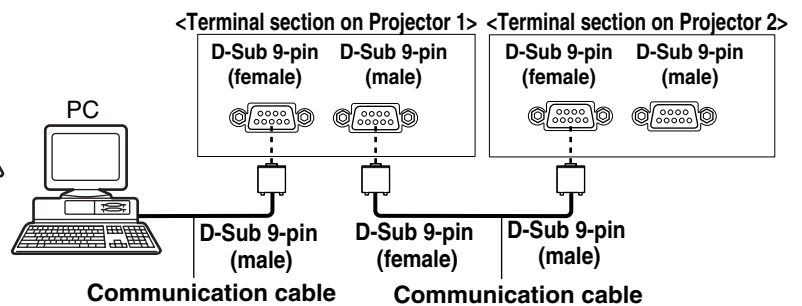 <Terminal section on Projector 1> <Terminal section on Projector 2>
D-Sub 9-pin D-Sub 9-pin D-Sub 9-pin D-Sub 9-pin
(female) (male) (female) (male)
PC
D-Sub 9-pin D-Sub 9-pin D-Sub 9-pin
(male) (female) (male)
Communication cable Communication cable